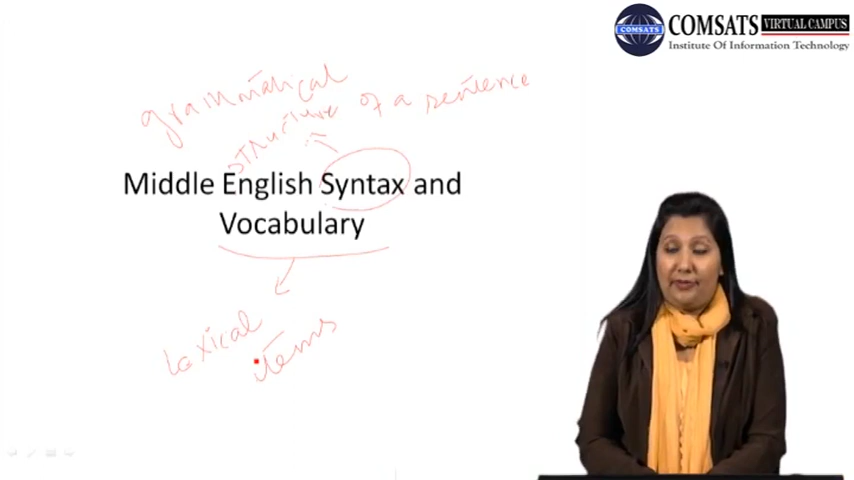 COMSATS VIRTUAL CAMPUS
COMSATS
Institute Of Information Technology
grammatical
structure of a sentence
Middle English Syntax and
Vocabulary
Lexical
items